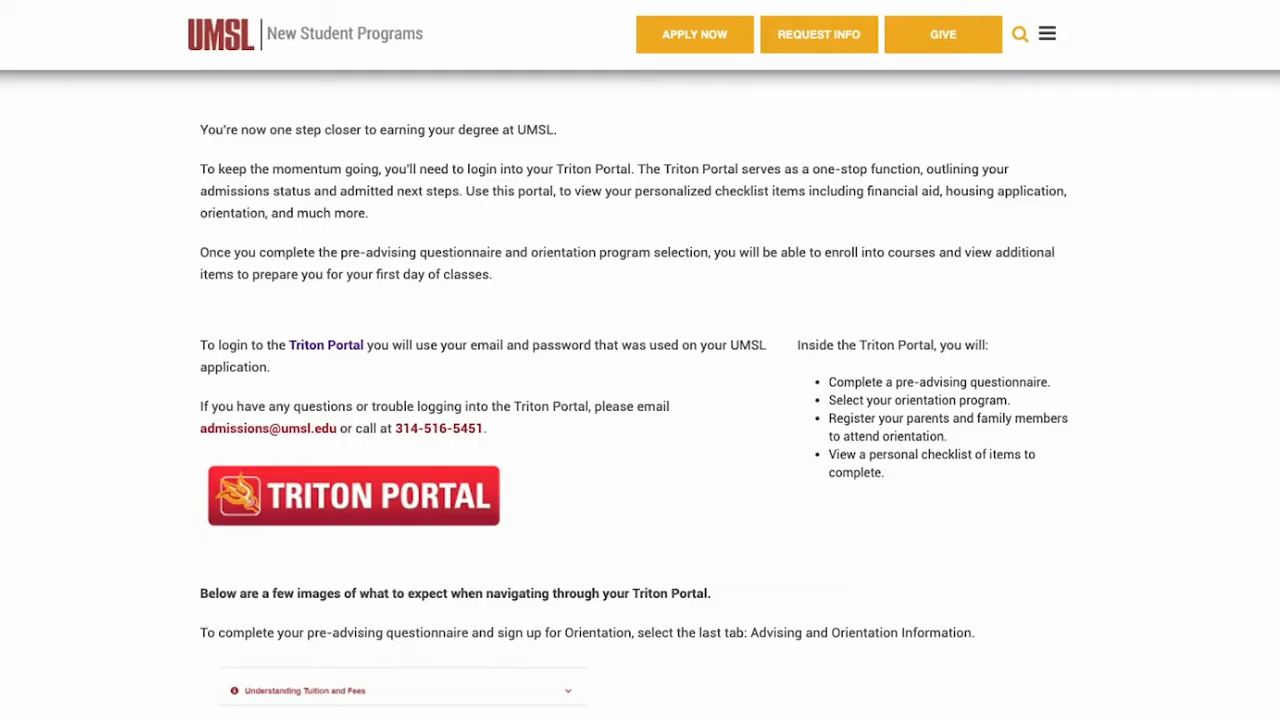 UMSL New Student Programs APPLY NOW REQUEST INFO GIVE
You're now one step closer to earning your degree at UMSL.
To keep the momentum going, you'll need to login into your Triton Portal. The Triton Portal serves as a one-stop function, outlining your
admissions status and admitted next steps. Use this portal, to view your personalized checklist items including financial aid, housing application,
orientation, and much more.
Once you complete the pre-advising questionnaire and orientation program selection, you will be able to enroll into courses and view additional
items to prepare you for your first day of classes.
To login to the Triton Portal you will use your email and password that was used on your UMSL
application.
If you have any questions or trouble logging into the Triton Portal, please email
admissions@umsl.edu or call at 314-516-5451.
TRITON PORTAL
Inside the Triton Portal, you will:
• Complete a pre-advising questionnaire.
• Select your orientation program.
• Register your parents and family members
to attend orientation.
• View a personal checklist of items to
complete.
Below are a few images of what to expect when navigating through your Triton Portal.
To complete your pre-advising questionnaire and sign up for Orientation, select the last tab: Advising and Orientation Information.
Understanding Tuition and Fees